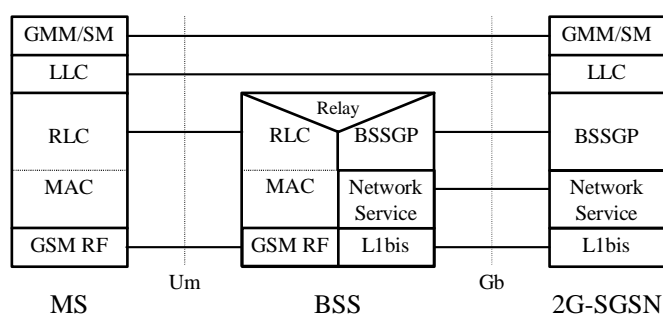 GMM/SM
GMM/SM
LLC
LLC
Relay
RLC
RLC
BSSGP
BSSGP
MAC
MAC
Network
Service
Network
Service
GSM RF
GSM RF
L1bis
L1bis
Um
Gb
MS
BSS
2G-SGSN